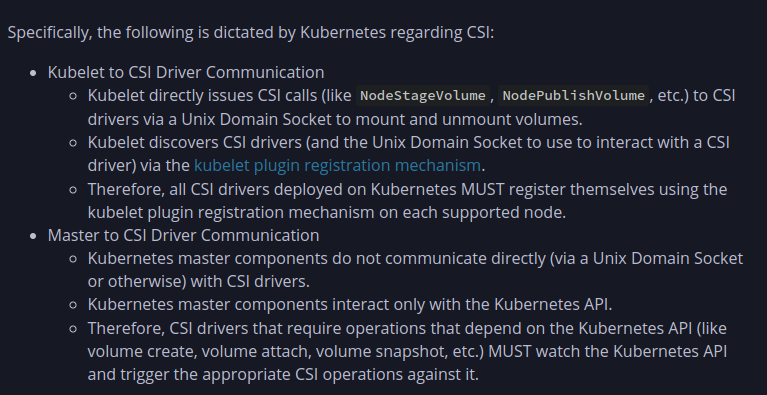 Specifically, the following is dictated by Kubernetes regarding CSI:
• Kubelet to CSI Driver Communication
◦ Kubelet directly issues CSI calls (like NodeStageVolume, NodePublishVolume, etc.) to CSI
drivers via a Unix Domain Socket to mount and unmount volumes.
◦ Kubelet discovers CSI drivers (and the Unix Domain Socket to use to interact with a CSI
driver) via the kubelet plugin registration mechanism.
◦ Therefore, all CSI drivers deployed on Kubernetes MUST register themselves using the
kubelet plugin registration mechanism on each supported node.
• Master to CSI Driver Communication
◦ Kubernetes master components do not communicate directly (via a Unix Domain Socket
or otherwise) with CSI drivers.
◦ Kubernetes master components interact only with the Kubernetes API.
◦ Therefore, CSI drivers that require operations that depend on the Kubernetes API (like
volume create, volume attach, volume snapshot, etc.) MUST watch the Kubernetes API
and trigger the appropriate CSI operations against it.